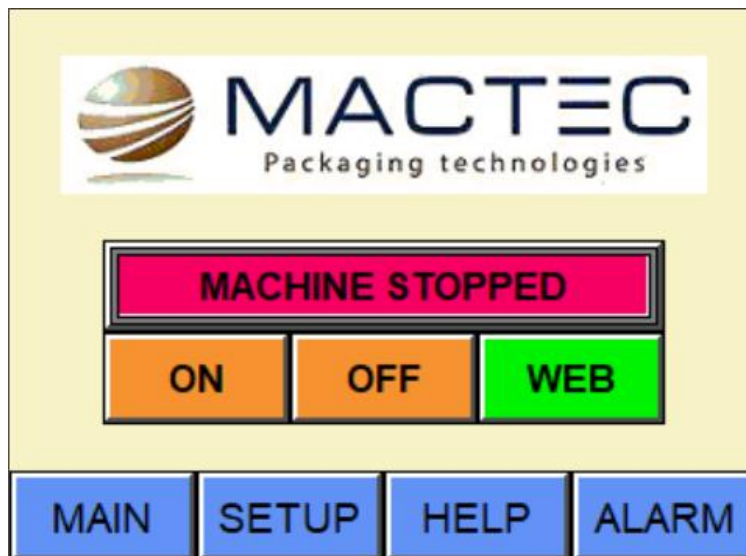 MACTEC
Packaging technologies
MACHINE STOPPED
ON OFF WEB
MAIN SETUP HELP ALARM